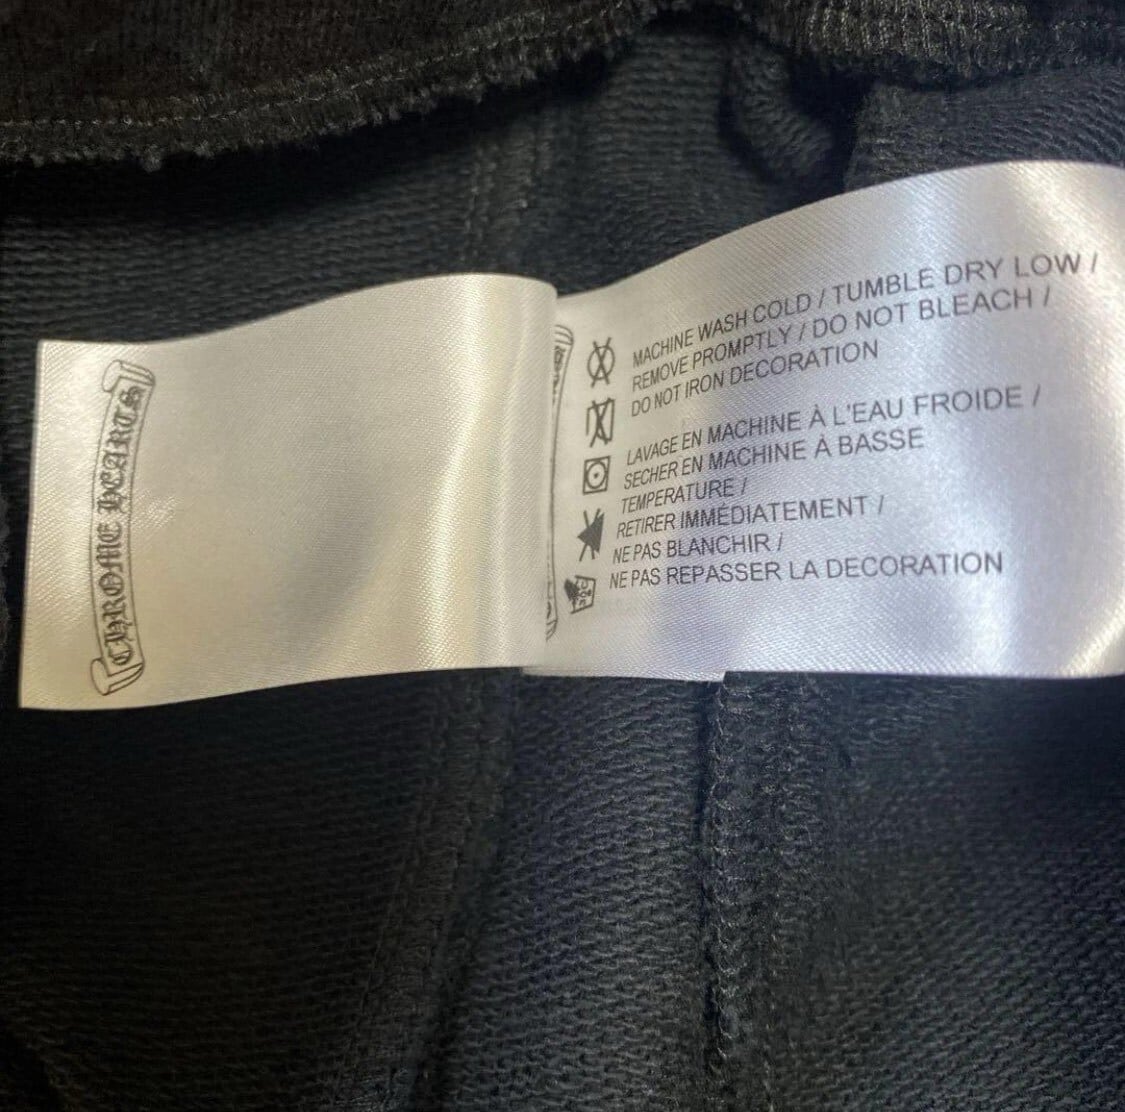 CHROME HEARTS
MACHINE WASH COLD / TUMBLE DRY LOW /
REMOVE PROMPTLY / DO NOT BLEACH /
DO NOT IRON DECORATION
LAVAGE EN MACHINE À L'EAU FROIDE /
SECHER EN MACHINE À BASSE
TEMPERATURE /
RETIRER IMMÉDIATEMENT /
NE PAS BLANCHIR /
NE PAS REPASSER LA DECORATION